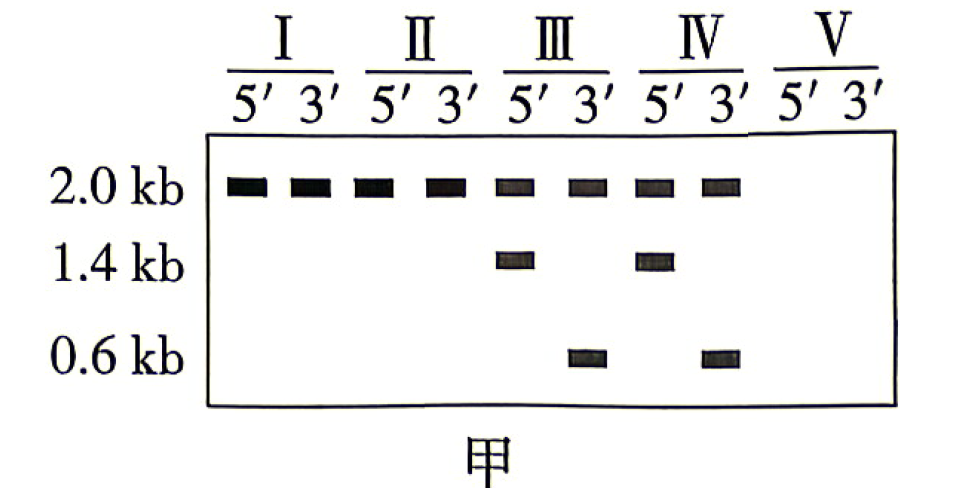 Ⅰ Ⅱ Ⅲ Ⅳ Ⅴ
5′ 3′ 5′ 3′ 5′ 3′ 5′ 3′ 5′ 3′
2.0 kb
1.4 kb
0.6 kb
甲